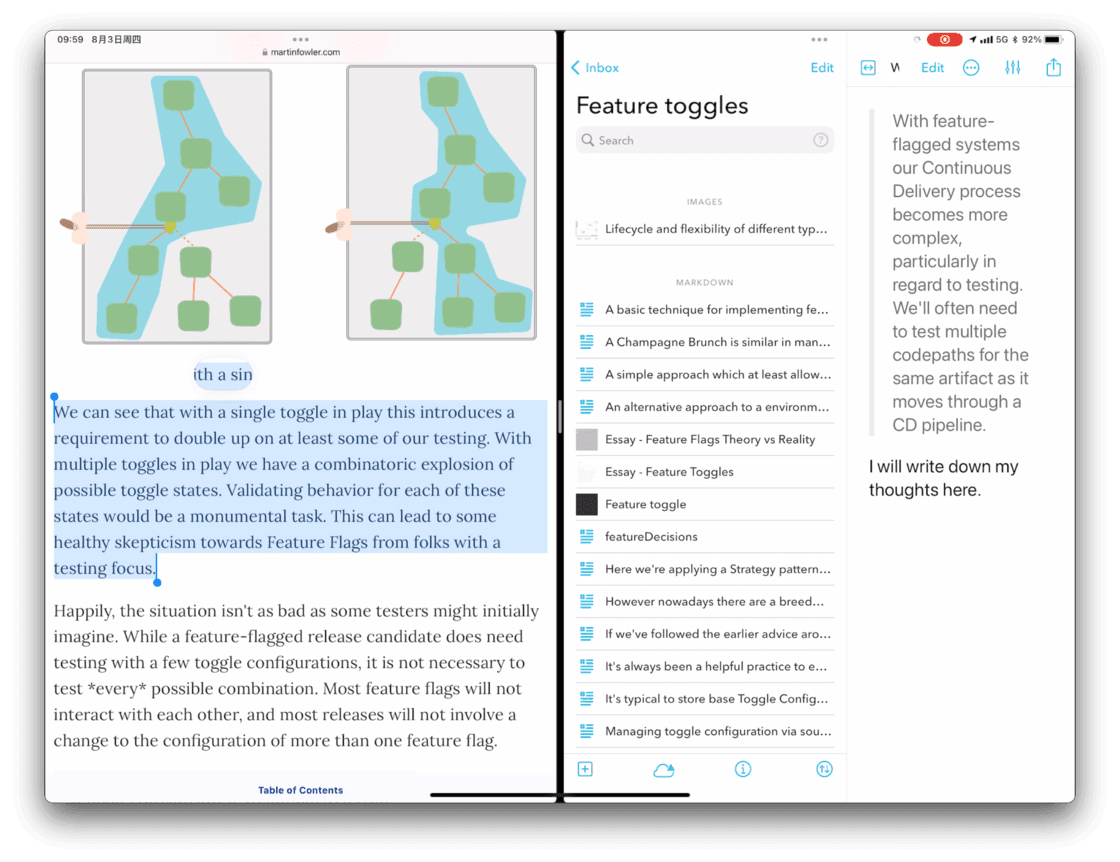 09:59 8月3日周四
martinfowler.com
ith a sin
We can see that with a single toggle in play this introduces a
requirement to double up on at least some of our testing. With
multiple toggles in play we have a combinatoric explosion of
possible toggle states. Validating behavior for each of these
states would be a monumental task. This can lead to some
healthy skepticism towards Feature Flags from folks with a
testing focus.
Happily, the situation isn't as bad as some testers might initially
imagine. While a feature-flagged release candidate does need
testing with a few toggle configurations, it is not necessary to
test *every* possible combination. Most feature flags will not
interact with each other, and most releases will not involve a
change to the configuration of more than one feature flag.
Table of Contents
Inbox
Edit
Feature toggles
Search
IMAGES
Lifecycle and flexibility of different typ...
MARKDOWN
A basic technique for implementing fe...
A Champagne Brunch is similar in man...
A simple approach which at least allow...
An alternative approach to a environm...
Essay - Feature Flags Theory vs Reality
Essay - Feature Toggles
Feature toggle
featureDecisions
Here we're applying a Strategy pattern...
However nowadays there are a breed...
If we've followed the earlier advice aro...
It's always been a helpful practice to e...
It's typical to store base Toggle Config...
Managing toggle configuration via sou...
5G 92%
Edit
With feature-
flagged systems
our Continuous
Delivery process
becomes more
complex,
particularly in
regard to testing.
We'll often need
to test multiple
codepaths for the
same artifact as it
moves through a
CD pipeline.
I will write down my
thoughts here.